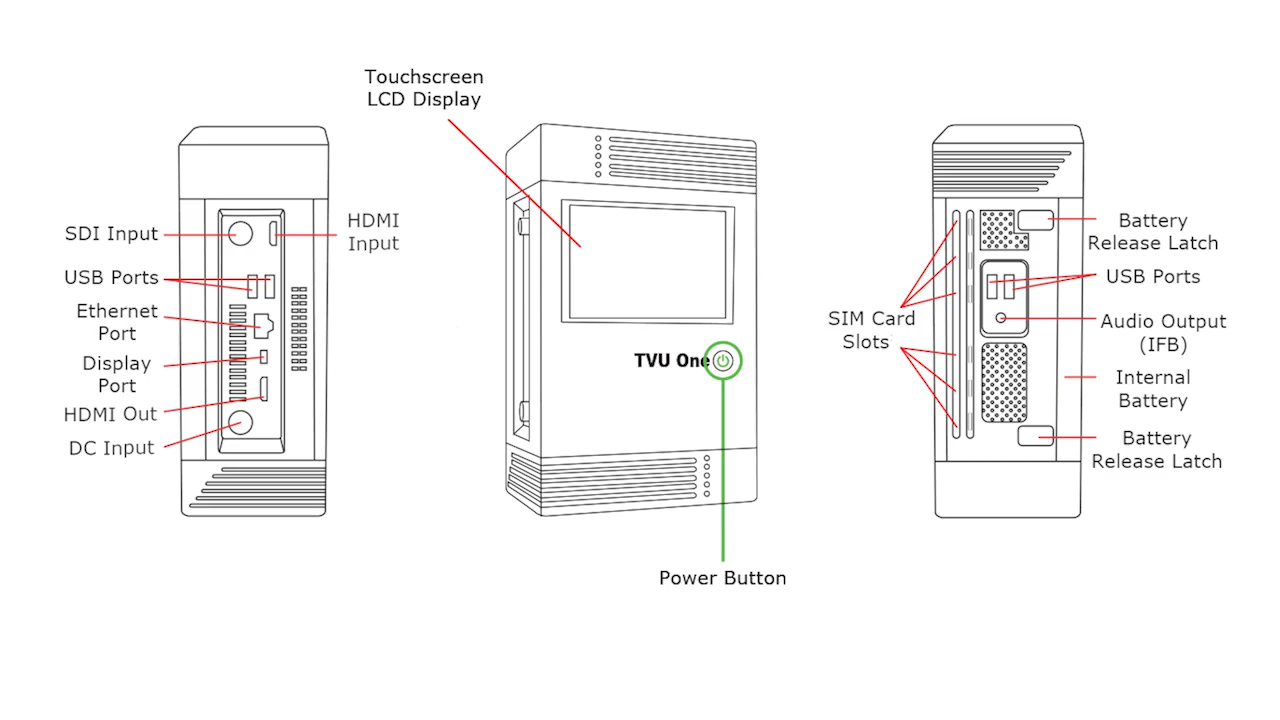 Touchscreen
LCD Display
SDI Input
HDMI
Input
USB Ports
Ethernet
Port
Display
Port
HDMI Out
DC Input
TVU One
Power Button
SIM Card
Slots
Battery
Release Latch
USB Ports
Audio Output
(IFB)
Internal
Battery
Battery
Release Latch